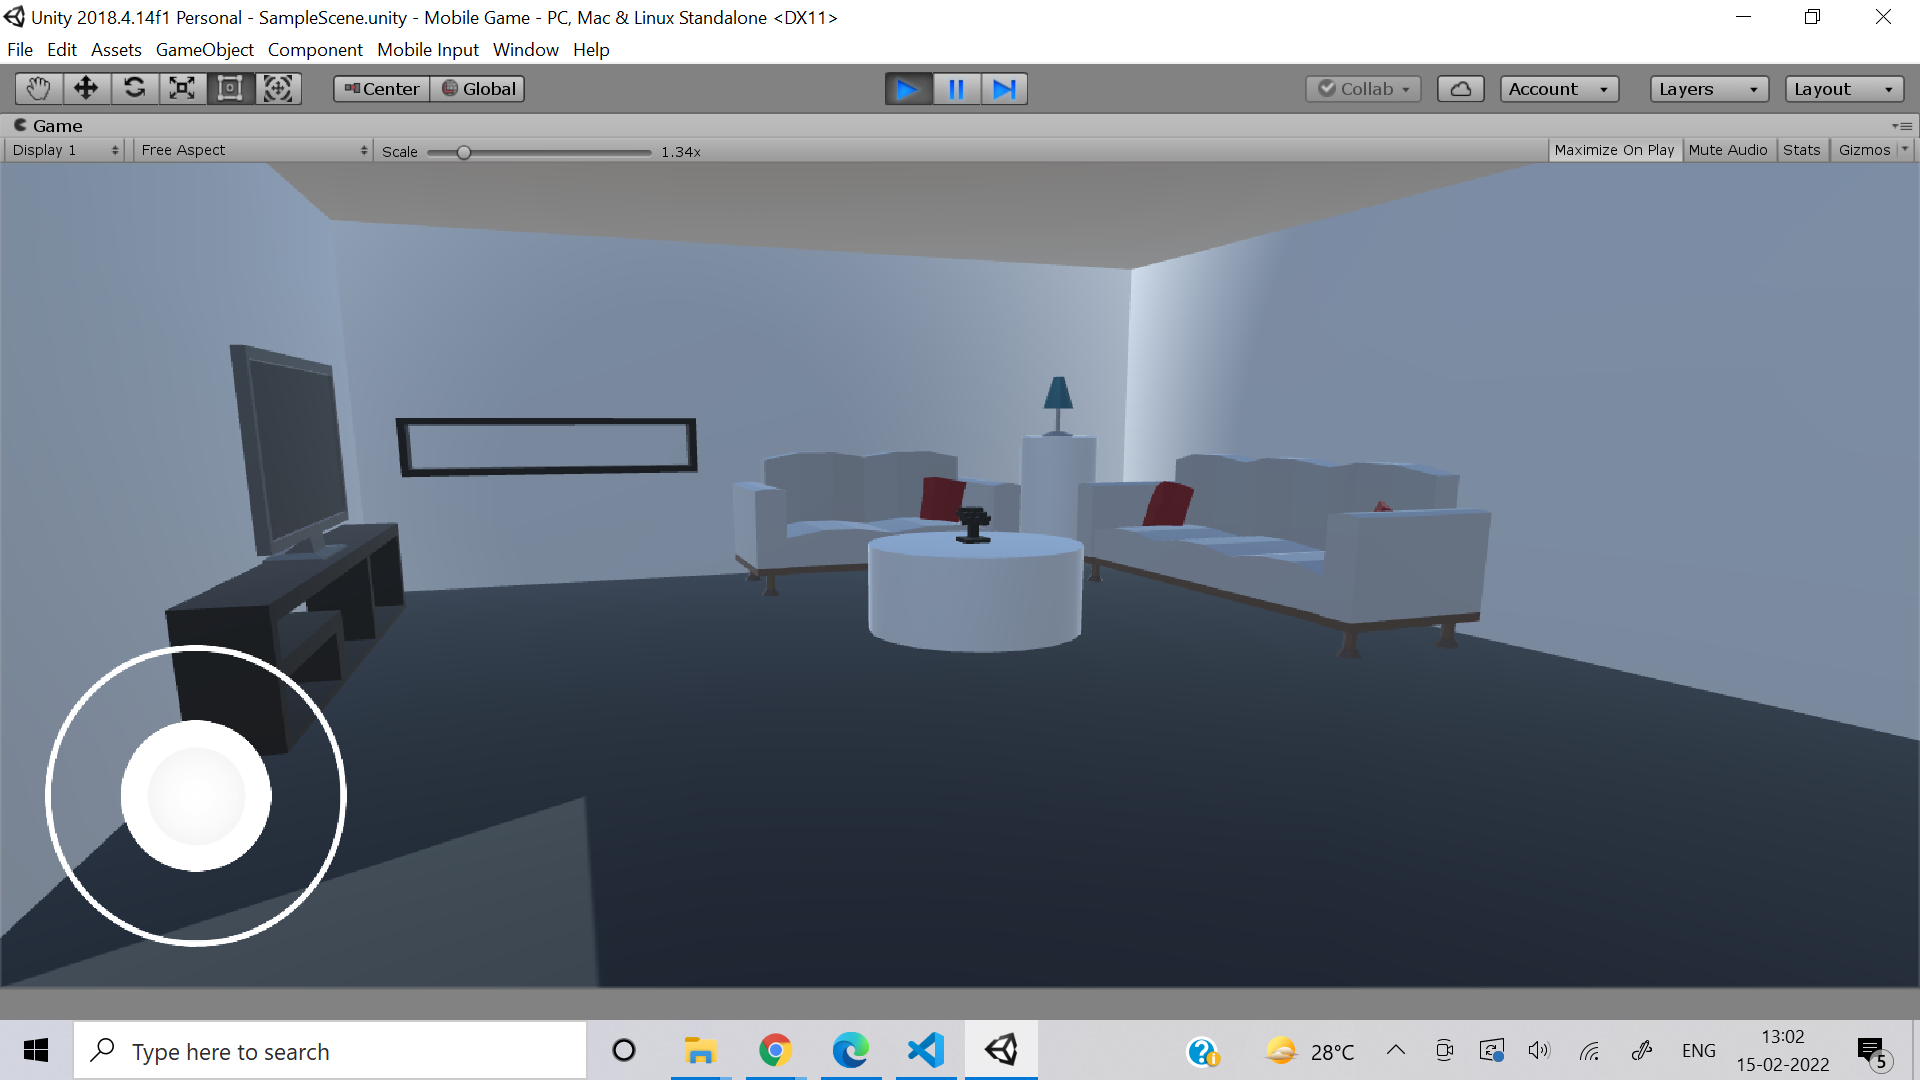 Unity 2018.4.14f1 Personal - SampleScene.unity - Mobile Game - PC, Mac & Linux Standalone <DX11>
File Edit Assets GameObject Component Mobile Input Window Help
Center Global Collab Account Layers Layout
Game
Display 1 Free Aspect Scale 1.34x Maximize On Play Mute Audio Stats Gizmos
Type here to search 28°C ENG 13:02
15-02-2022 5